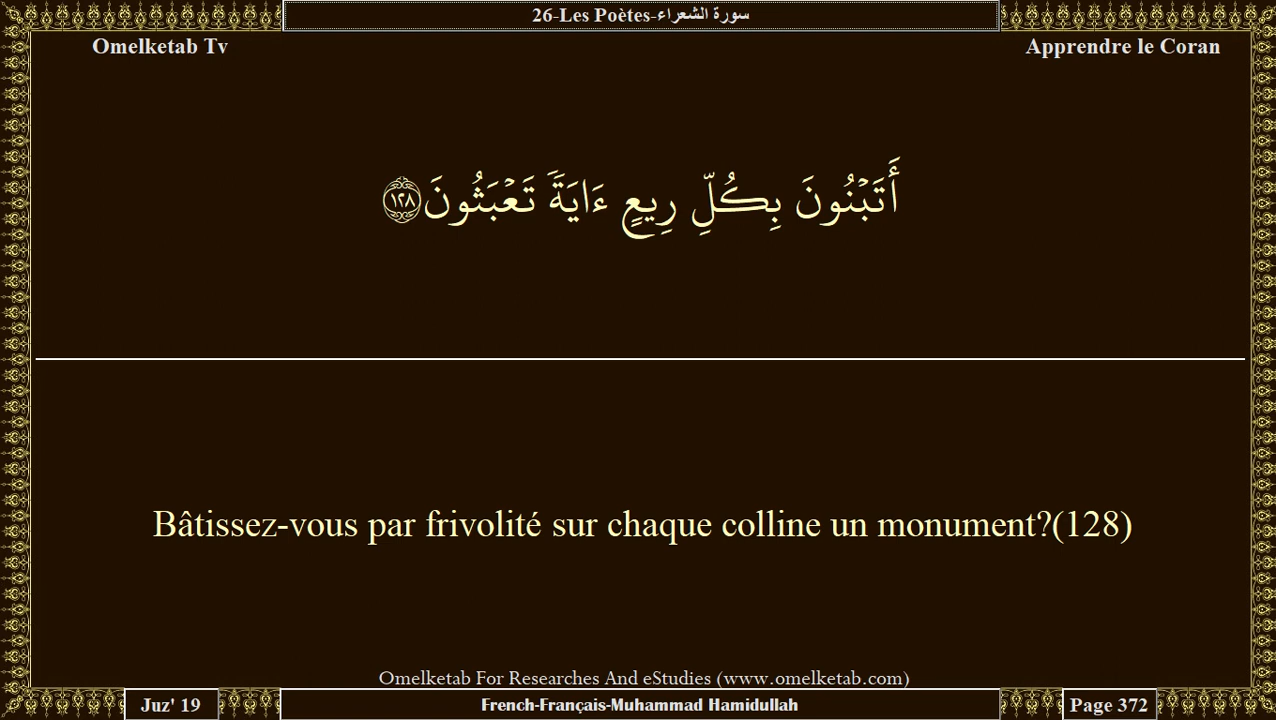 26-Les Poètes-سورة الشعراء
Omelketab Tv
Apprendre le Coran
أَتَبۡنُونَ بِكُلِّ رِيعٍ ءَايَةٗ تَعۡبَثُونَ ١٢٨
Bâtissez-vous par frivolité sur chaque colline un monument?(128)
Omelketab For Researches And eStudies (www.omelketab.com)
Juz' 19
French-Français-Muhammad Hamidullah
Page 372